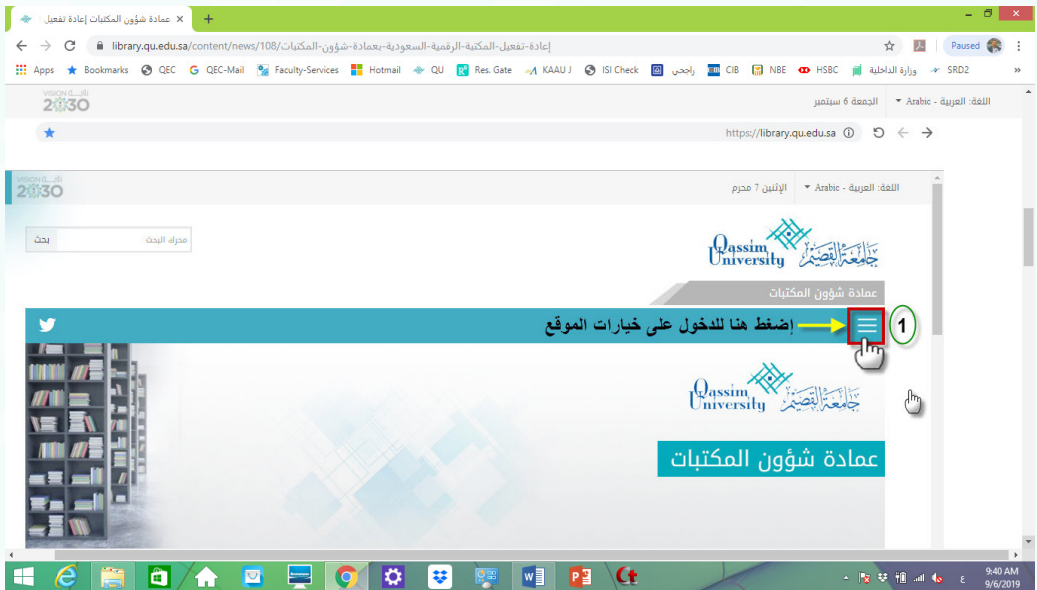 عمادة شؤون المكتبات إعادة تفعيل
library.qu.edu.sa/content/news/108/إعادة-تفعيل-المكتبة-الرقمية-السعودية-بعمادة-شؤون-المكتبات
Paused
Apps Bookmarks QEC QEC-Mail Faculty-Services Hotmail QU Res. Gate KAAU J ISI Check راجحي CIB NBE HSBC وزارة الداخلية SRD2 »
اللغة: العربية - Arabic الجمعة 6 سبتمبر
VISION رؤيـــة
2030
https://library.qu.edu.sa
اللغة: العربية - Arabic الإثنين 7 محرم
VISION رؤيـــة
2030
محرك البحث بحث
Qassim University جامعة القصيم
عمادة شؤون المكتبات
1 إضغط هنا للدخول على خيارات الموقع
Qassim University جامعة القصيم
عمادة شؤون المكتبات
9:40 AM
9/6/2019
ع